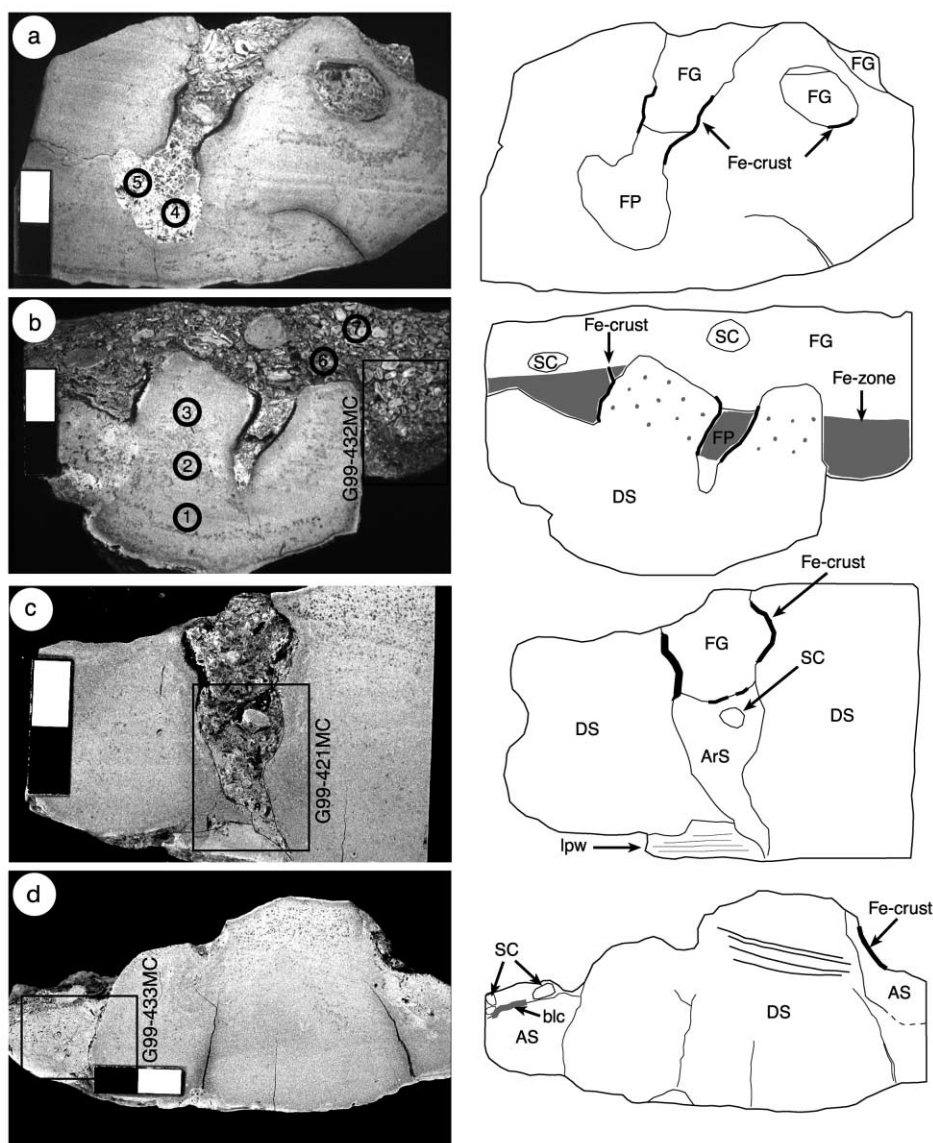 a
FG
FG
FG
Fe-crust
FP
5
4
b
Fe-crust
SC
SC
FG
Fe-zone
FP
DS
7
6
3
2
1
G99-432MC
c
Fe-crust
FG
SC
DS
DS
ArS
lpw
G99-421MC
d
Fe-crust
SC
AS
blc
DS
AS
G99-433MC